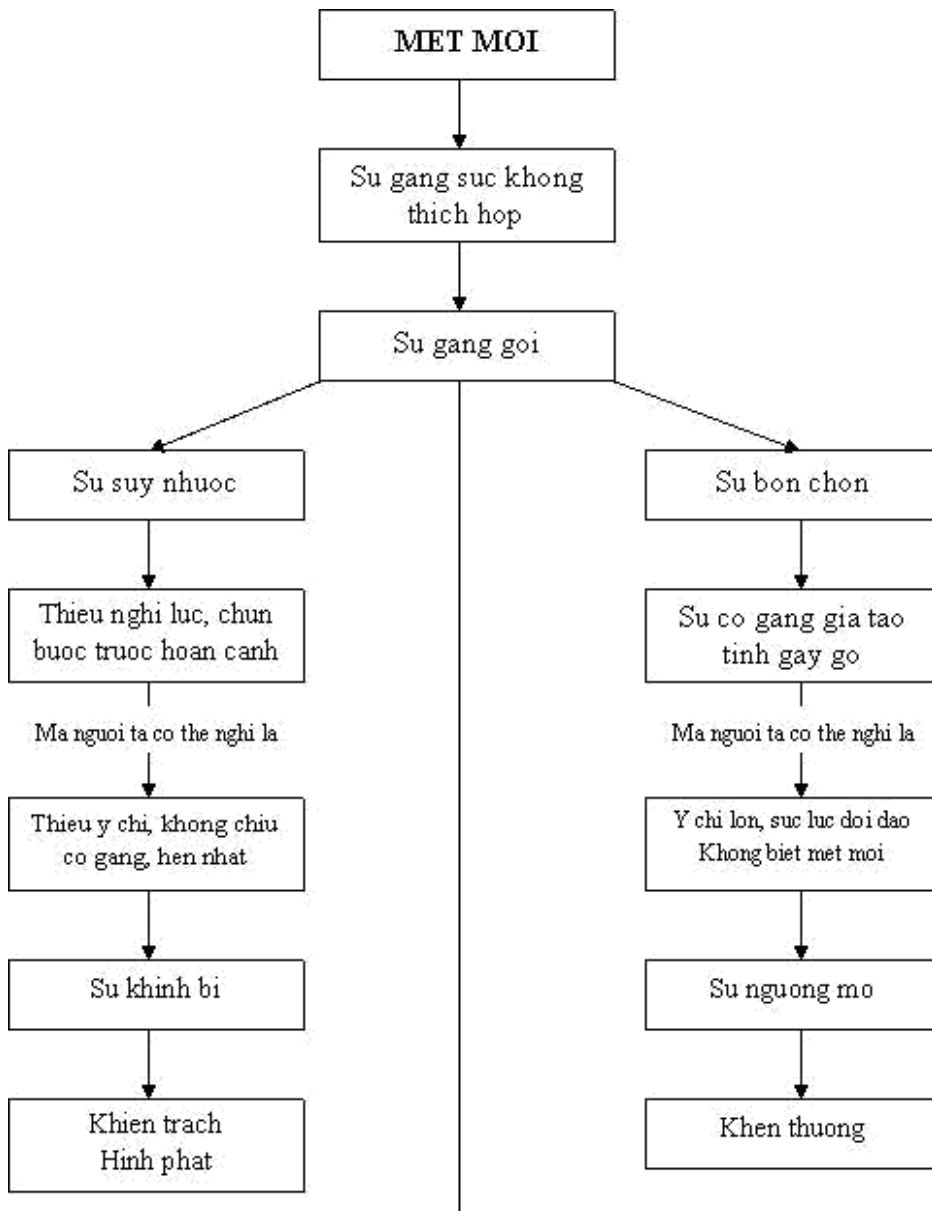 MET MOI
Su gang suc khong
thich hop
Su gang goi
Su suy nhuoc
Thieu nghi luc, chun
buoc truoc hoan canh
Ma nguoi ta co the nghi la
Thieu y chi, khong chiu
co gang, hen nhat
Su khinh bi
Khien trach
Hinh phat
Su bon chon
Su co gang gia tao
tinh gay go
Ma nguoi ta co the nghi la
Y chi lon, suc luc doi dao
Khong biet met moi
Su nguong mo
Khen thuong